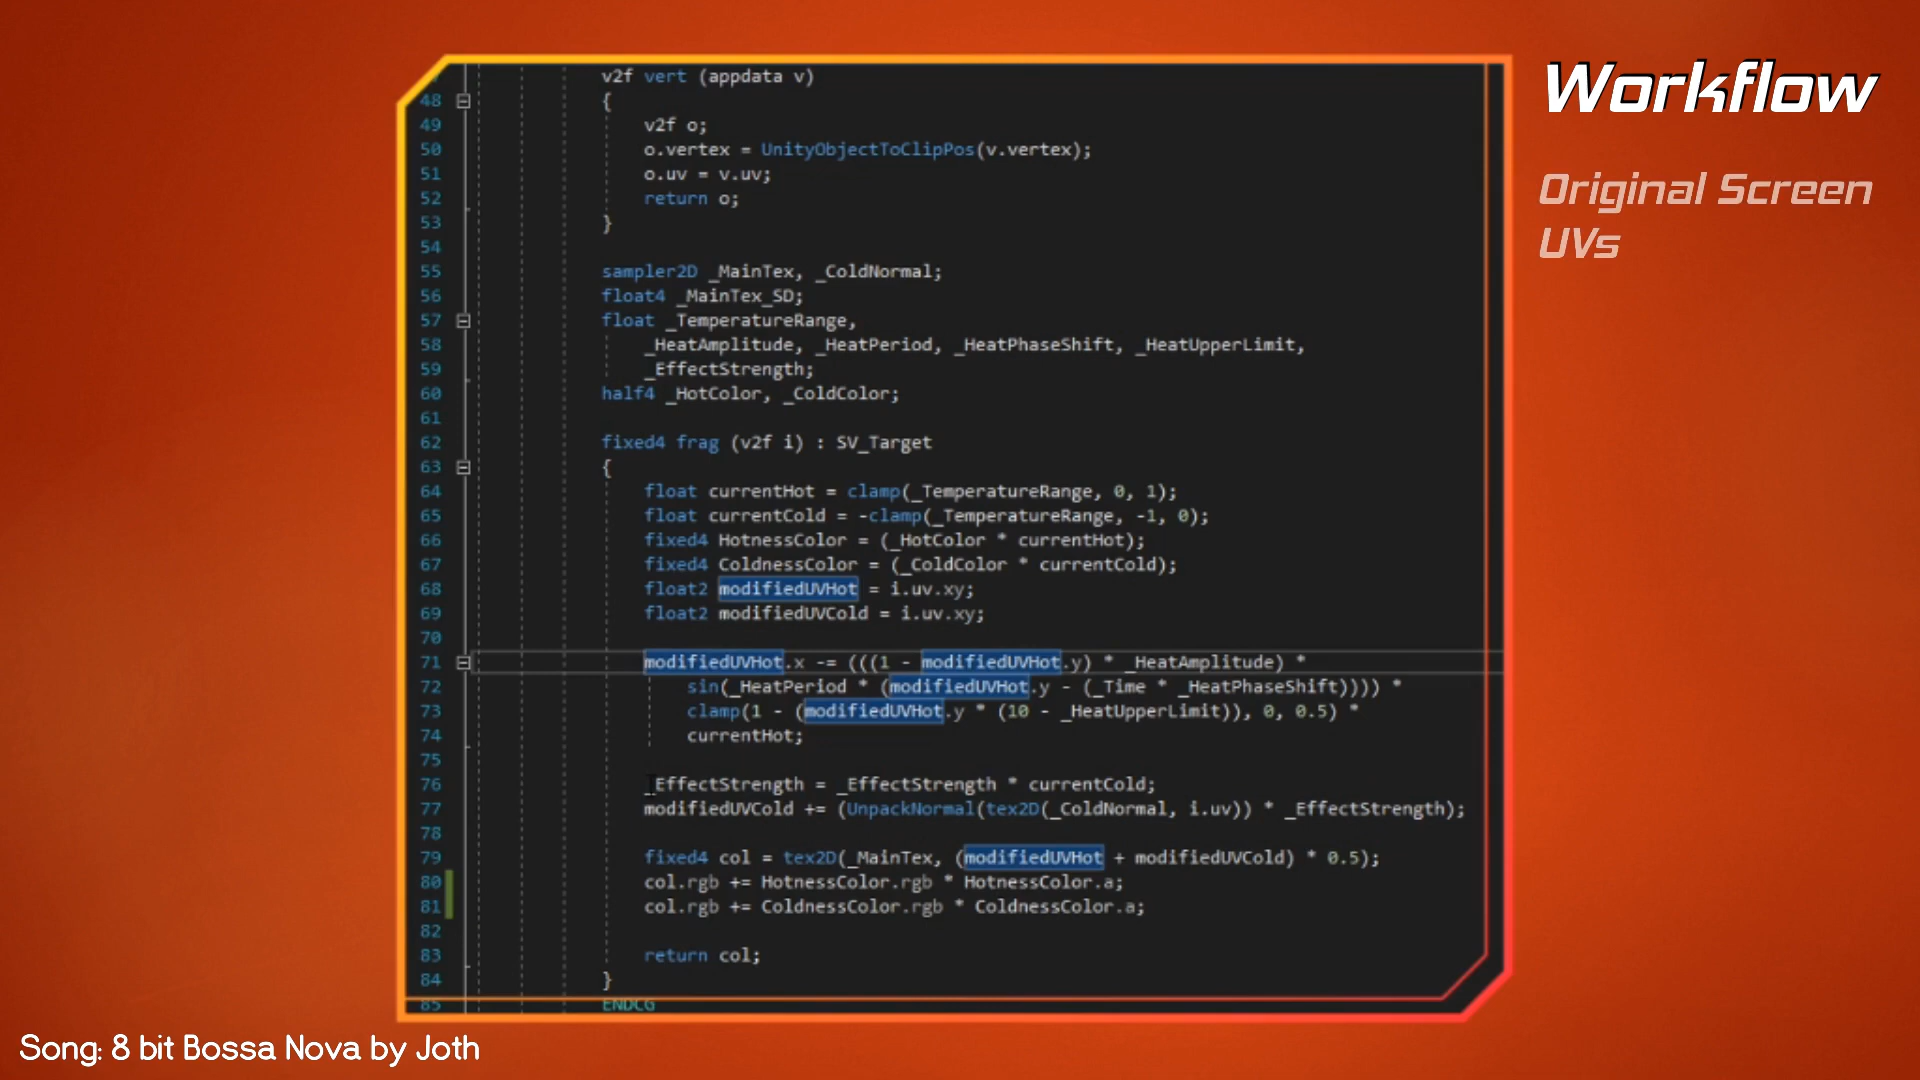 Workflow
Original Screen
UVs
v2f vert (appdata v)
48 {
49 v2f o;
50 o.vertex = UnityObjectToClipPos(v.vertex);
51 o.uv = v.uv;
52 return o;
53 }
54
55 sampler2D _MainTex, _ColdNormal;
56 float4 _MainTex_SD;
57 float _TemperatureRange,
58 _HeatAmplitude, _HeatPeriod, _HeatPhaseShift, _HeatUpperLimit,
59 _EffectStrength;
60 half4 _HotColor, _ColdColor;
61
62 fixed4 frag (v2f i) : SV_Target
63 {
64 float currentHot = clamp(_TemperatureRange, 0, 1);
65 float currentCold = -clamp(_TemperatureRange, -1, 0);
66 fixed4 HotnessColor = (_HotColor * currentHot);
67 fixed4 ColdnessColor = (_ColdColor * currentCold);
68 float2 modifiedUVHot = i.uv.xy;
69 float2 modifiedUVCold = i.uv.xy;
70
71 modifiedUVHot.x -= (((1 - modifiedUVHot.y) * _HeatAmplitude) *
72 sin(_HeatPeriod * (modifiedUVHot.y - (_Time * _HeatPhaseShift)))) *
73 clamp(1 - (modifiedUVHot.y * (10 - _HeatUpperLimit)), 0, 0.5) *
74 currentHot;
75
76 _EffectStrength = _EffectStrength * currentCold;
77 modifiedUVCold += (UnpackNormal(tex2D(_ColdNormal, i.uv)) * _EffectStrength);
78
79 fixed4 col = tex2D(_MainTex, (modifiedUVHot + modifiedUVCold) * 0.5);
80 col.rgb += HotnessColor.rgb * HotnessColor.a;
81 col.rgb += ColdnessColor.rgb * ColdnessColor.a;
82
83 return col;
84 }
85 ENDCG
Song: 8 bit Bossa Nova by Joth